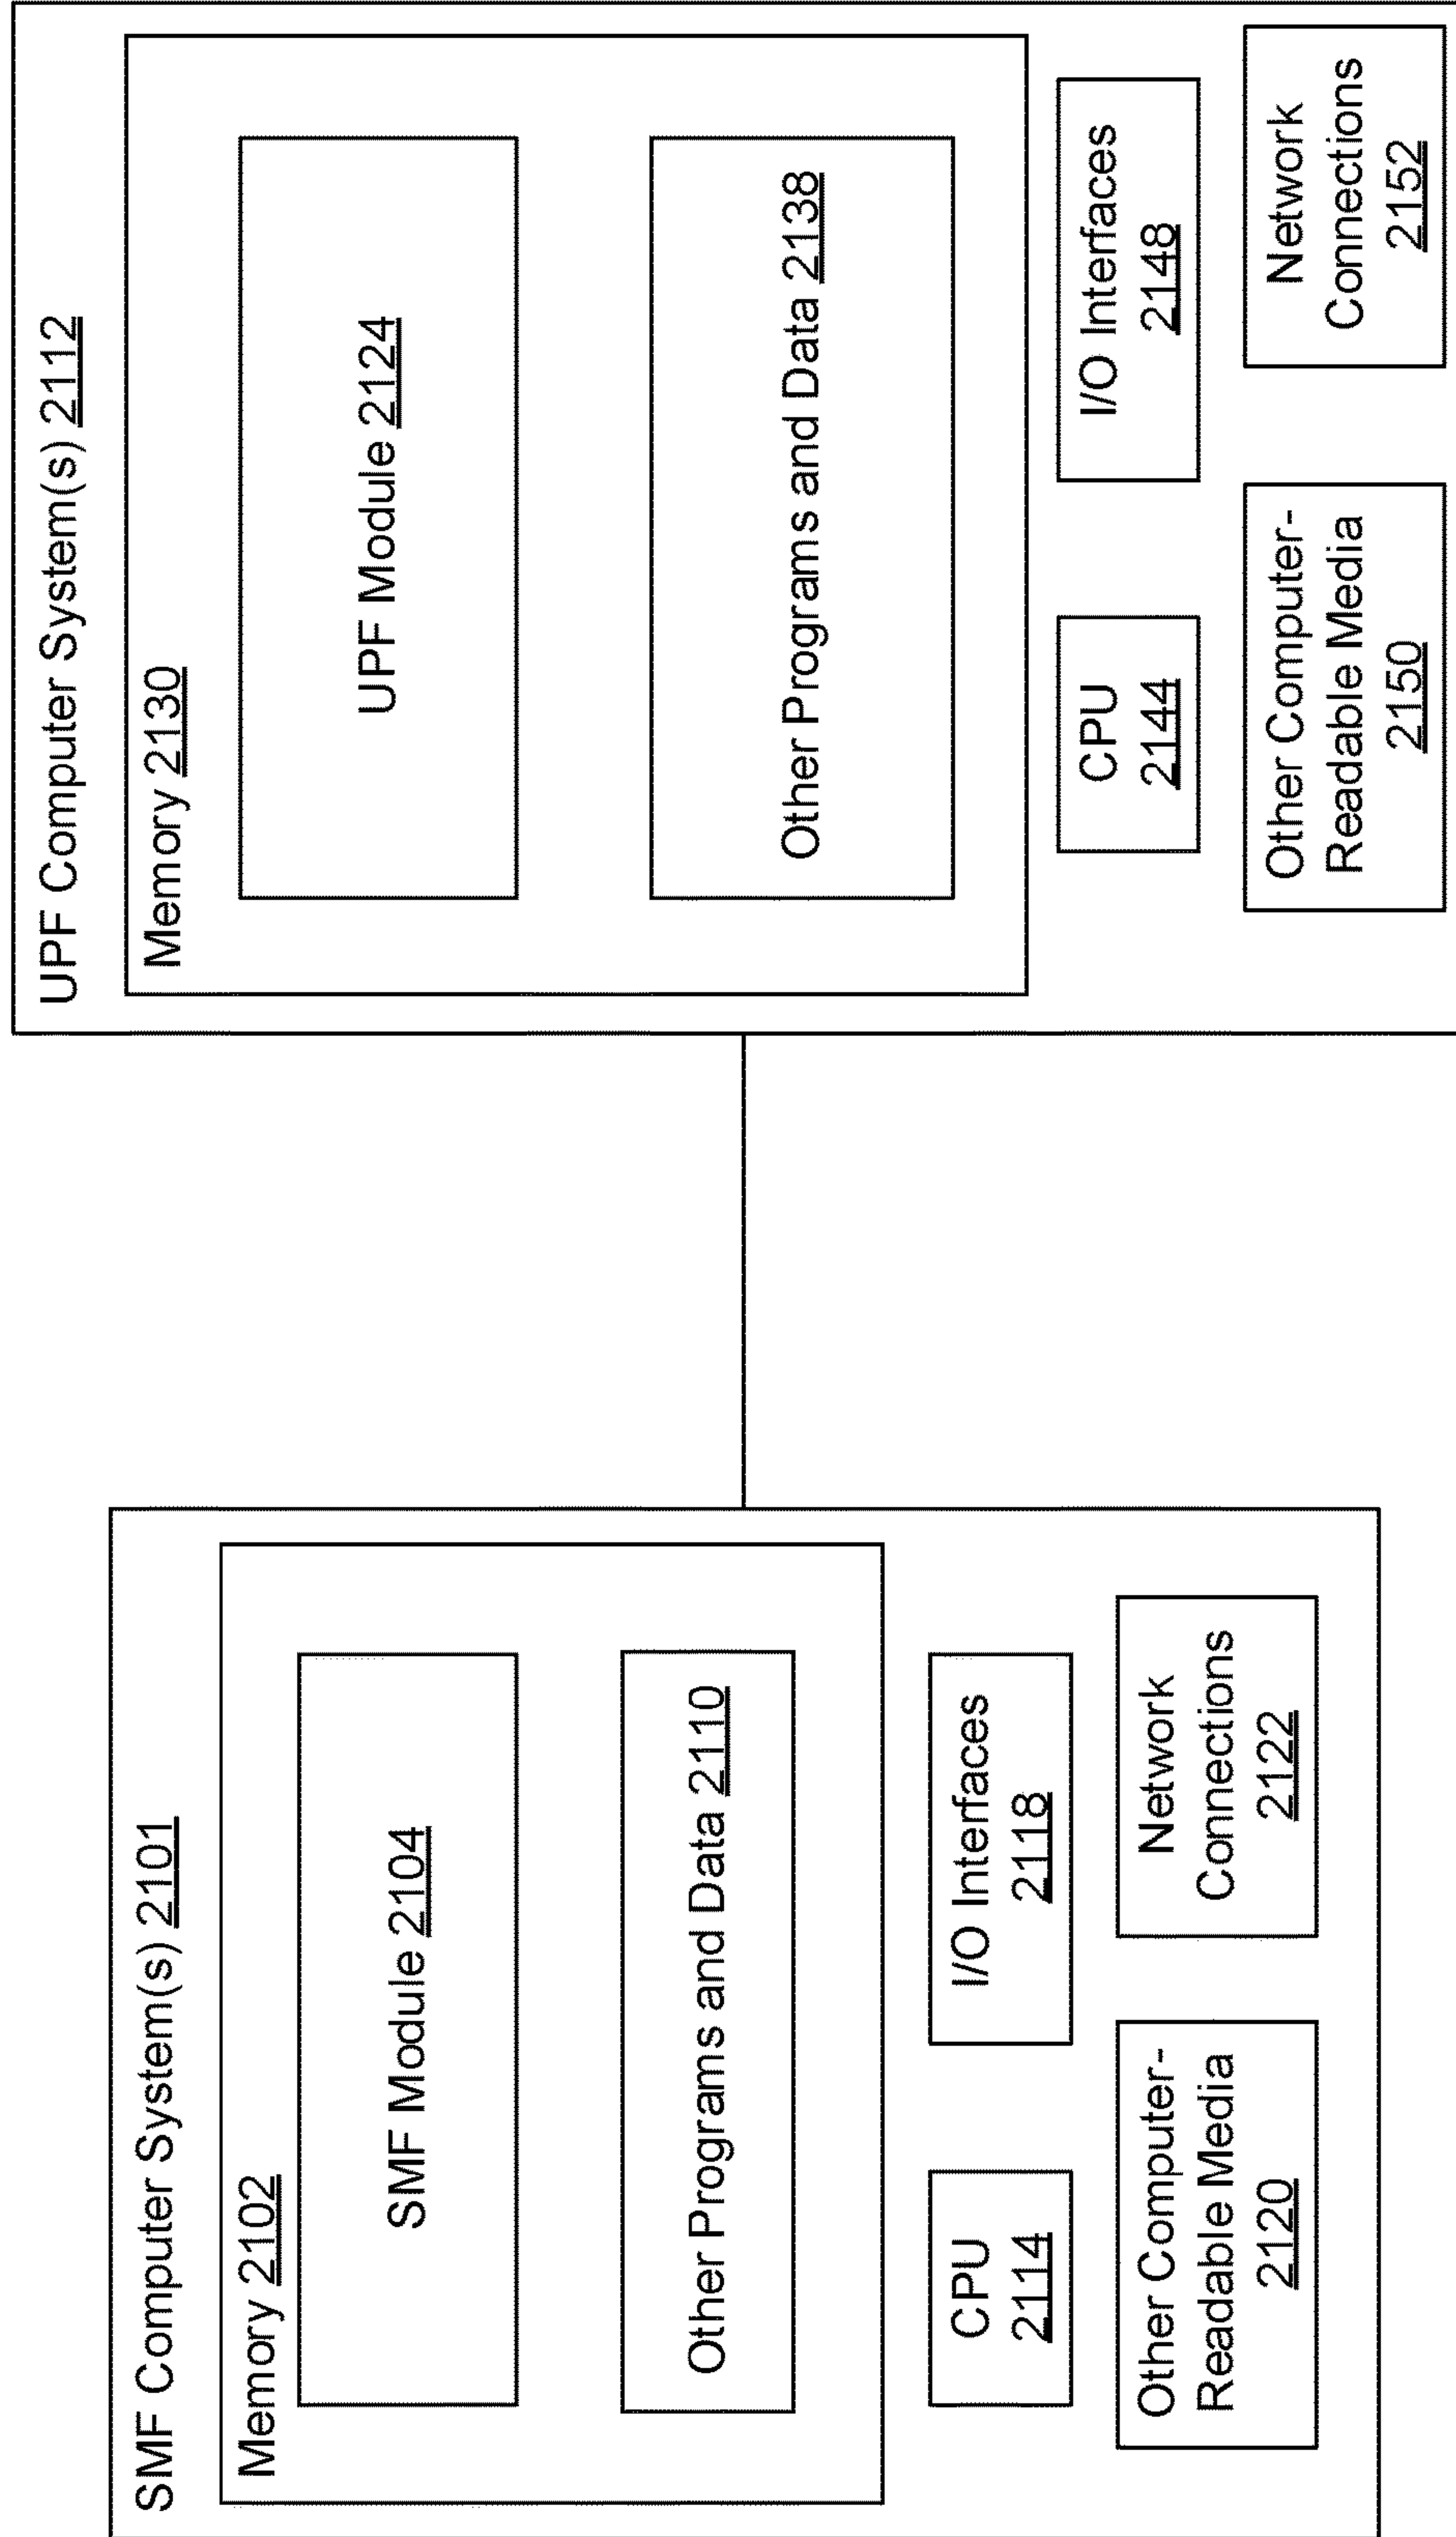 SMF Computer System(s) 2101
Memory 2102
SMF Module 2104
Other Programs and Data 2110
CPU
2114
I/O Interfaces
2118
Other Computer-
Readable Media
2120
Network
Connections
2122
UPF Computer System(s) 2112
Memory 2130
UPF Module 2124
Other Programs and Data 2138
CPU
2144
I/O Interfaces
2148
Other Computer-
Readable Media
2150
Network
Connections
2152